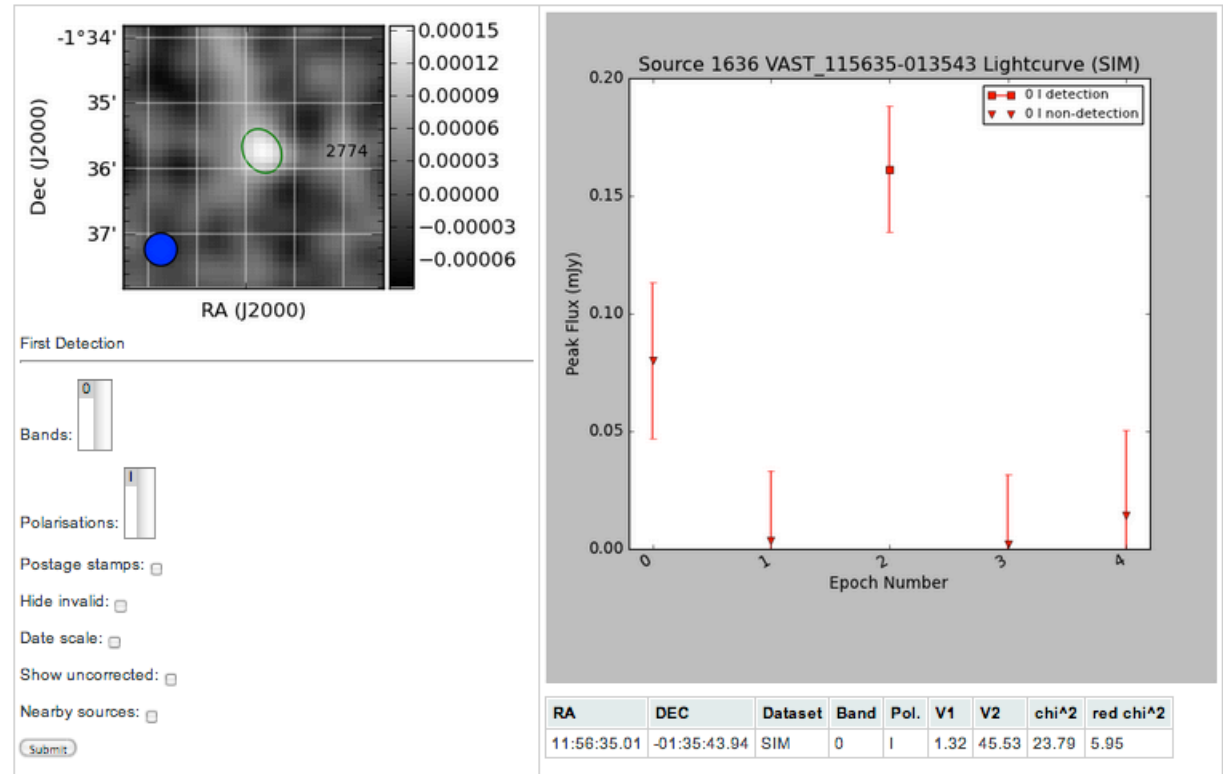 -1°34'
35'
36'
37'
Dec (J2000)
RA (J2000)
2774
0.00015
0.00012
0.00009
0.00006
0.00003
0.00000
−0.00003
−0.00006
First Detection
Bands: 0
Polarisations: I
Postage stamps:
Hide invalid:
Date scale:
Show uncorrected:
Nearby sources:
Submit
Source 1636 VAST_115635-013543 Lightcurve (SIM)
0 I detection
0 I non-detection
0.20
0.15
0.10
0.05
0.00
Peak Flux (mJy)
0 1 2 3 4
Epoch Number
RA DEC Dataset Band Pol. V1 V2 chi^2 red chi^2
11:56:35.01 -01:35:43.94 SIM 0 I 1.32 45.53 23.79 5.95